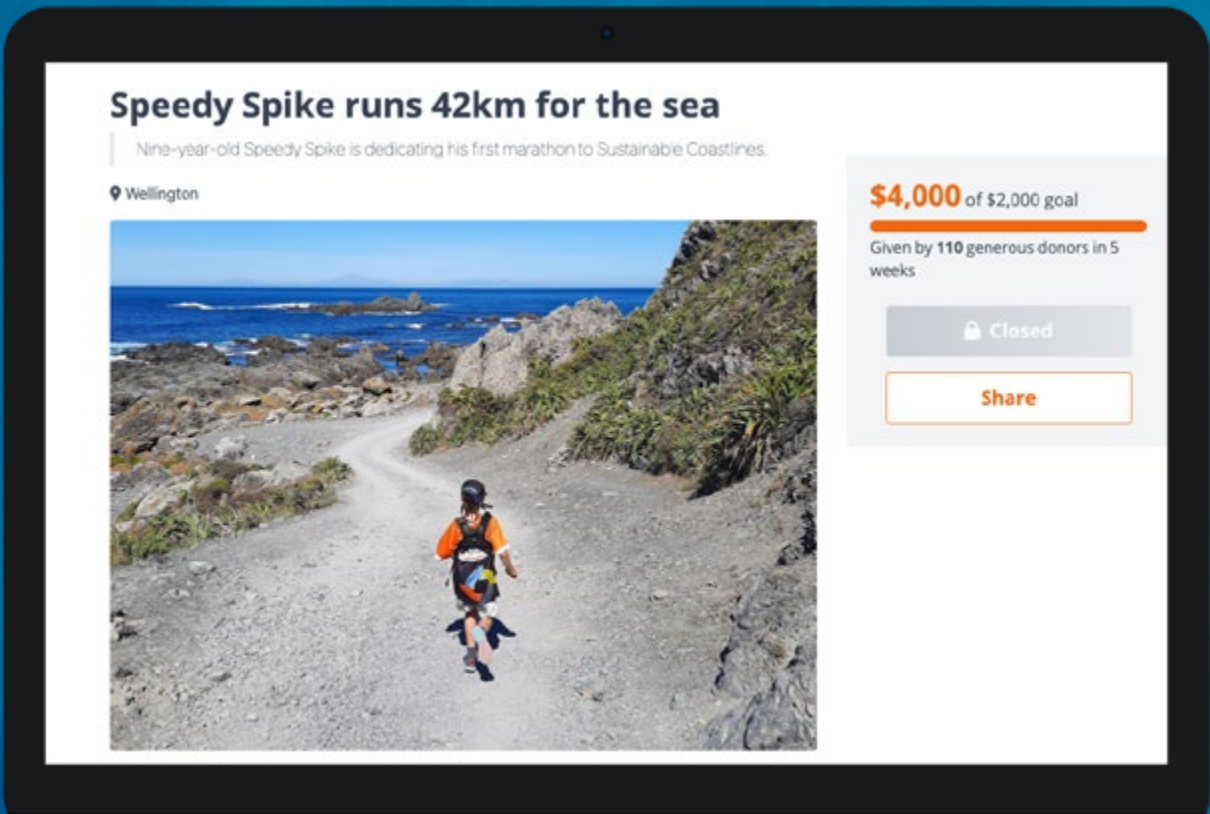 Speedy Spike runs 42km for the sea
Nine-year-old Speedy Spike is dedicating his first marathon to Sustainable Coastlines.
Wellington
$4,000 of $2,000 goal
Given by 110 generous donors in 5
weeks
Closed
Share